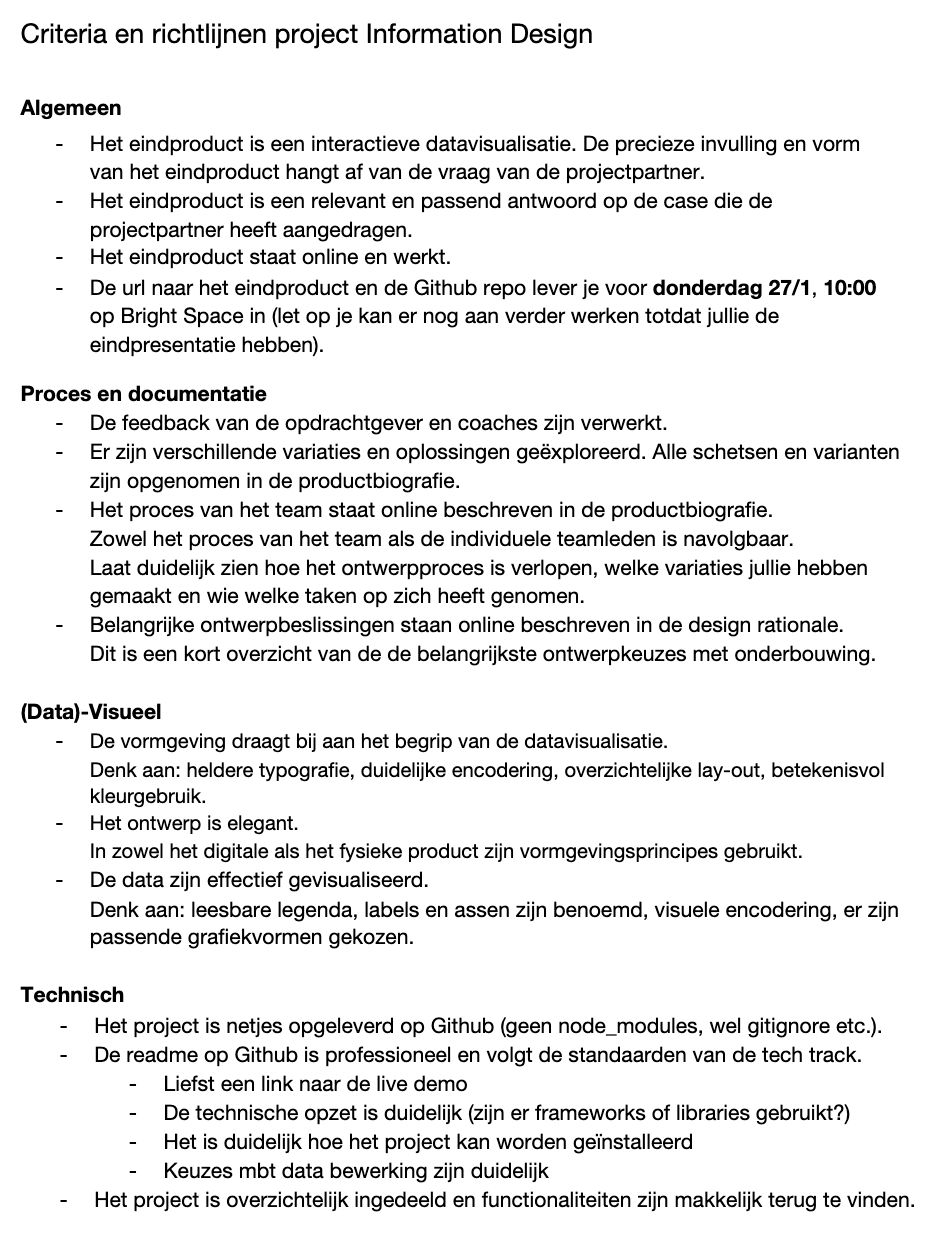 Criteria en richtlijnen project Information Design
Algemeen
- Het eindproduct is een interactieve datavisualisatie. De precieze invulling en vorm
van het eindproduct hangt af van de vraag van de projectpartner.
- Het eindproduct is een relevant en passend antwoord op de case die de
projectpartner heeft aangedragen.
- Het eindproduct staat online en werkt.
- De url naar het eindproduct en de Github repo lever je voor donderdag 27/1, 10:00
op Bright Space in (let op je kan er nog aan verder werken totdat jullie de
eindpresentatie hebben).
Proces en documentatie
- De feedback van de opdrachtgever en coaches zijn verwerkt.
- Er zijn verschillende variaties en oplossingen geëxploreerd. Alle schetsen en varianten
zijn opgenomen in de productbiografie.
- Het proces van het team staat online beschreven in de productbiografie.
Zowel het proces van het team als de individuele teamleden is navolgbaar.
Laat duidelijk zien hoe het ontwerpproces is verlopen, welke variaties jullie hebben
gemaakt en wie welke taken op zich heeft genomen.
- Belangrijke ontwerpbeslissingen staan online beschreven in de design rationale.
Dit is een kort overzicht van de de belangrijkste ontwerpkeuzes met onderbouwing.
(Data)-Visueel
- De vormgeving draagt bij aan het begrip van de datavisualisatie.
Denk aan: heldere typografie, duidelijke encodering, overzichtelijke lay-out, betekenisvol
kleurgebruik.
- Het ontwerp is elegant.
In zowel het digitale als het fysieke product zijn vormgevingsprincipes gebruikt.
- De data zijn effectief gevisualiseerd.
Denk aan: leesbare legenda, labels en assen zijn benoemd, visuele encodering, er zijn
passende grafiekvormen gekozen.
Technisch
- Het project is netjes opgeleverd op Github (geen node_modules, wel gitignore etc.).
- De readme op Github is professioneel en volgt de standaarden van de tech track.
- Liefst een link naar de live demo
- De technische opzet is duidelijk (zijn er frameworks of libraries gebruikt?)
- Het is duidelijk hoe het project kan worden geïnstalleerd
- Keuzes mbt data bewerking zijn duidelijk
- Het project is overzichtelijk ingedeeld en functionaliteiten zijn makkelijk terug te vinden.